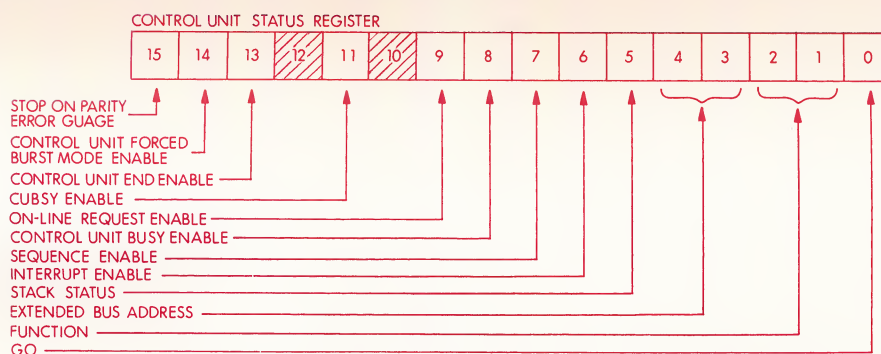 CONTROL UNIT STATUS REGISTER
15 14 13 12 11 10 9 8 7 6 5 4 3 2 1 0
STOP ON PARITY
ERROR GUAGE
CONTROL UNIT FORCED
BURST MODE ENABLE
CONTROL UNIT END ENABLE
CUBSY ENABLE
ON-LINE REQUEST ENABLE
CONTROL UNIT BUSY ENABLE
SEQUENCE ENABLE
INTERRUPT ENABLE
STACK STATUS
EXTENDED BUS ADDRESS
FUNCTION
GO